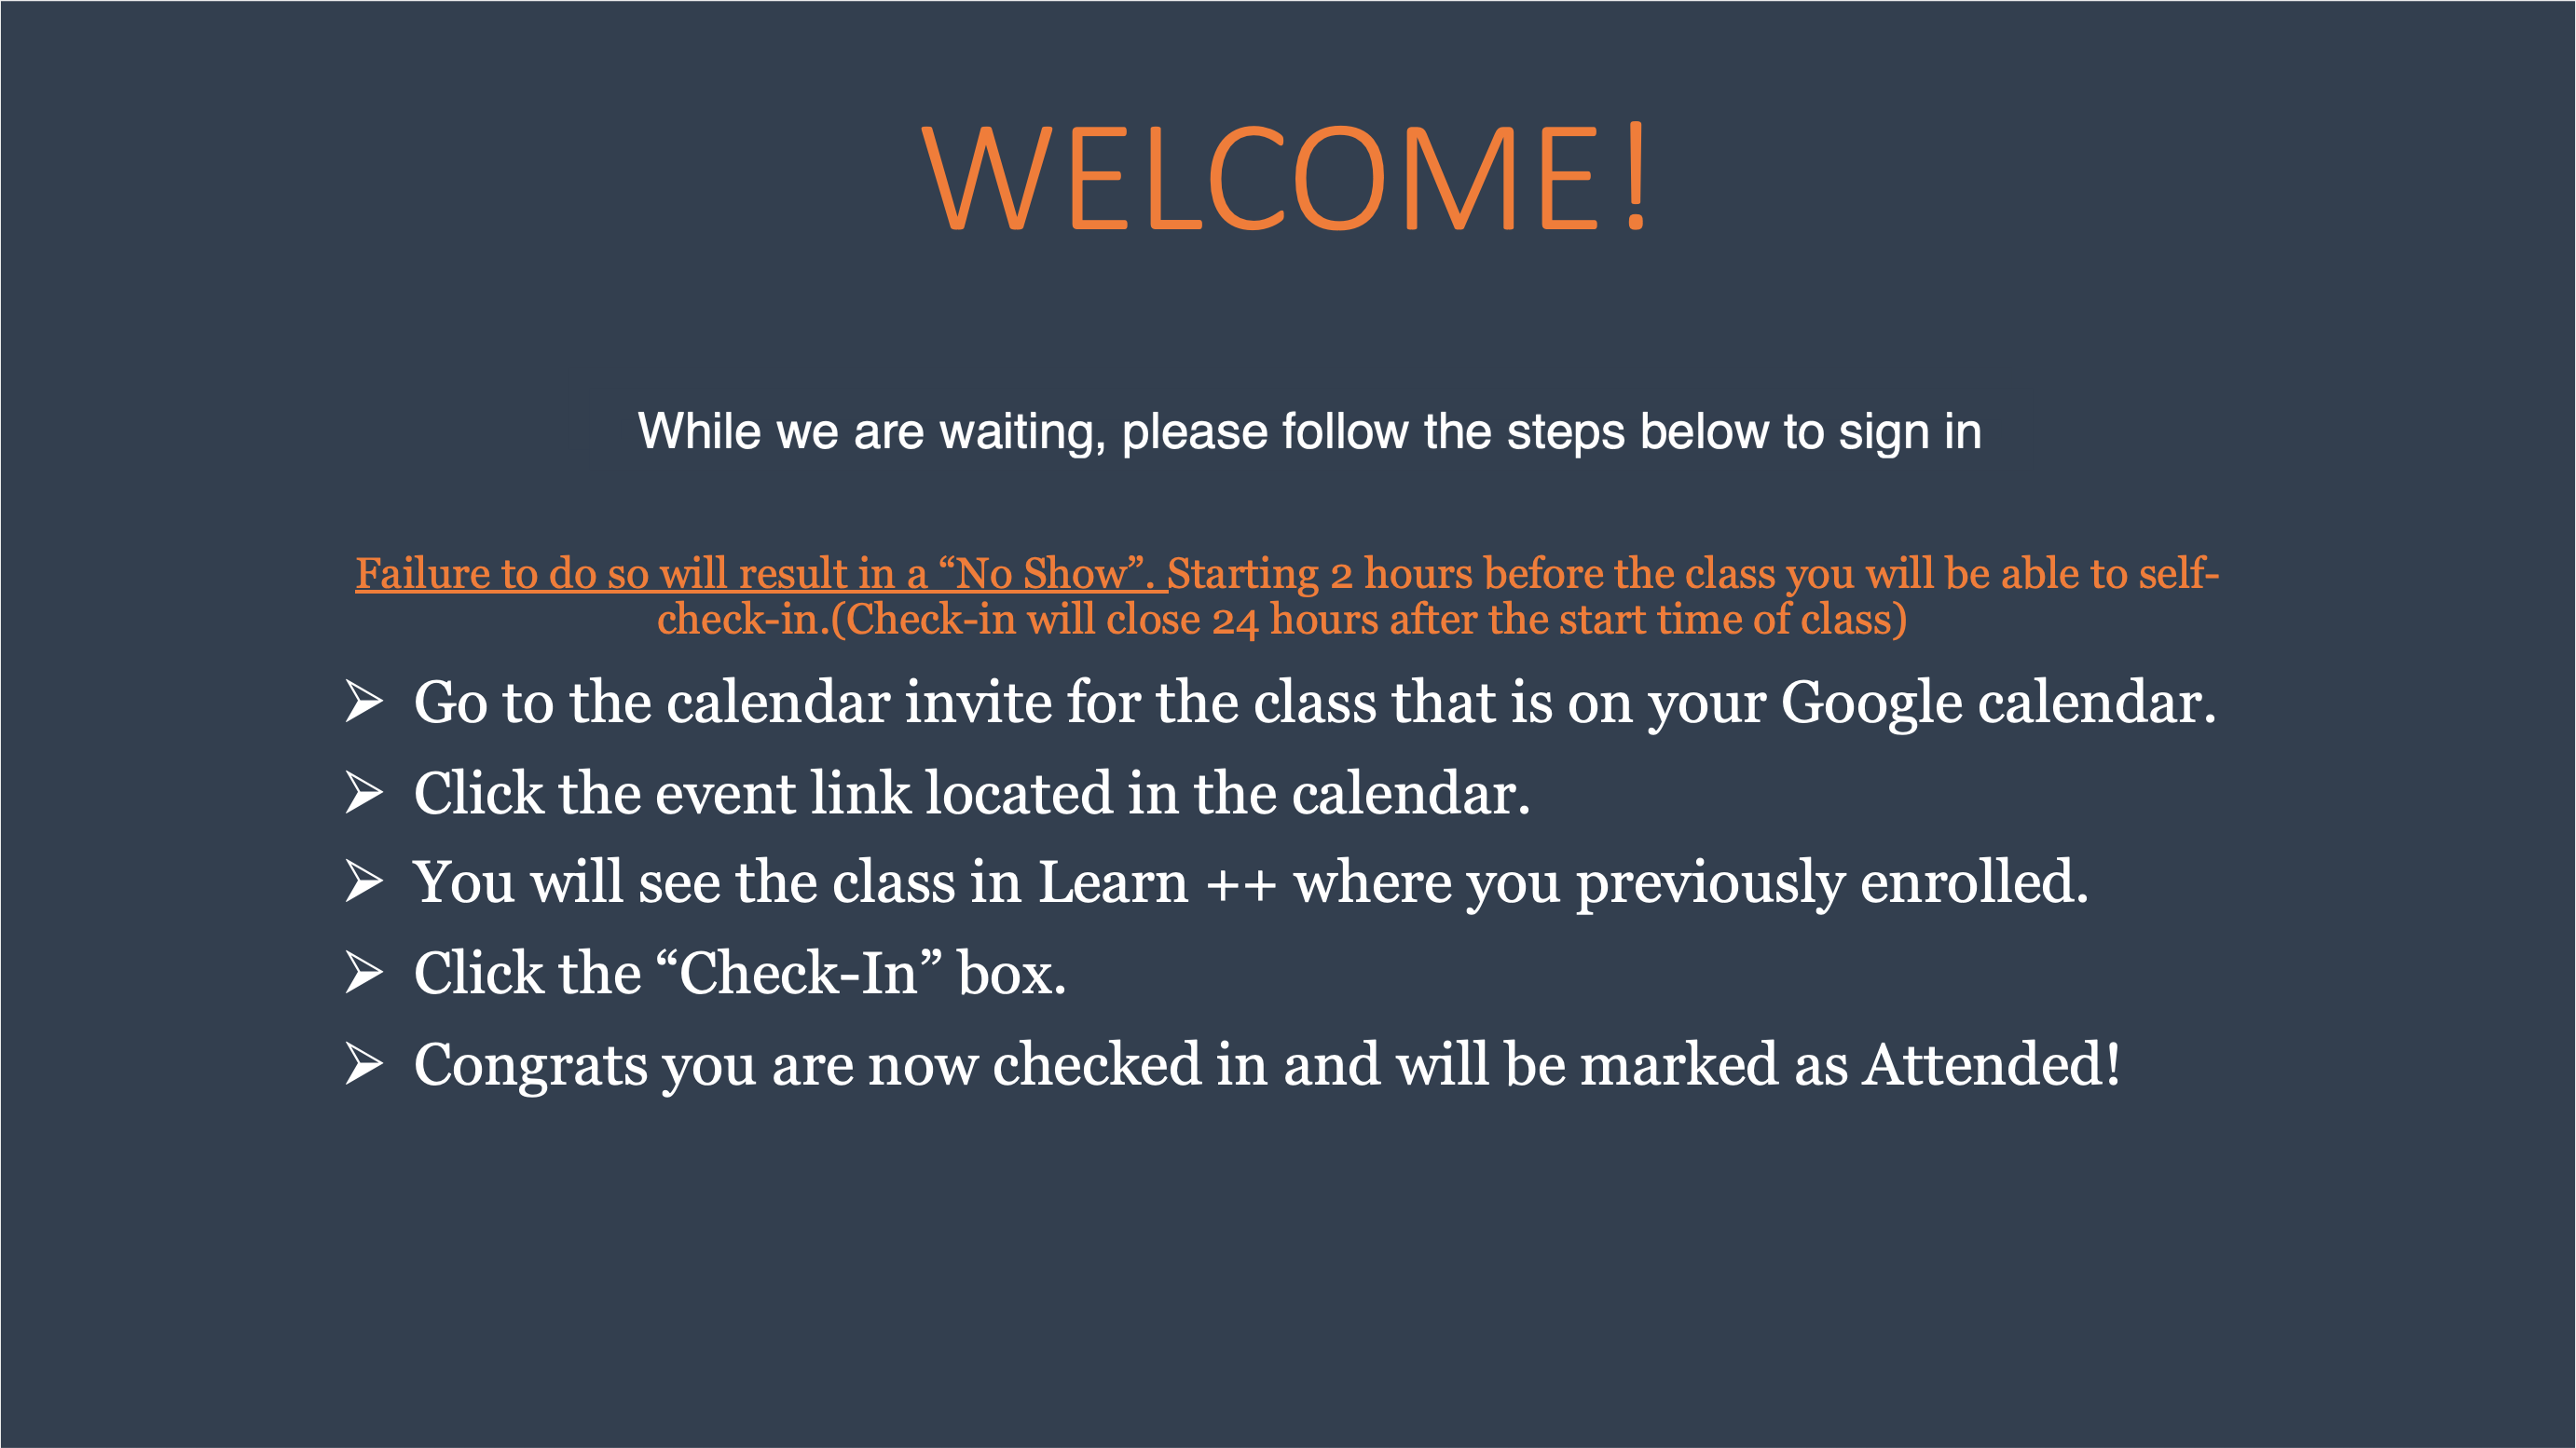 WELCOME!
While we are waiting, please follow the steps below to sign in
Failure to do so will result in a “No Show”. Starting 2 hours before the class you will be able to self-
check-in.(Check-in will close 24 hours after the start time of class)
➢ Go to the calendar invite for the class that is on your Google calendar.
➢ Click the event link located in the calendar.
➢ You will see the class in Learn ++ where you previously enrolled.
➢ Click the “Check-In” box.
➢ Congrats you are now checked in and will be marked as Attended!